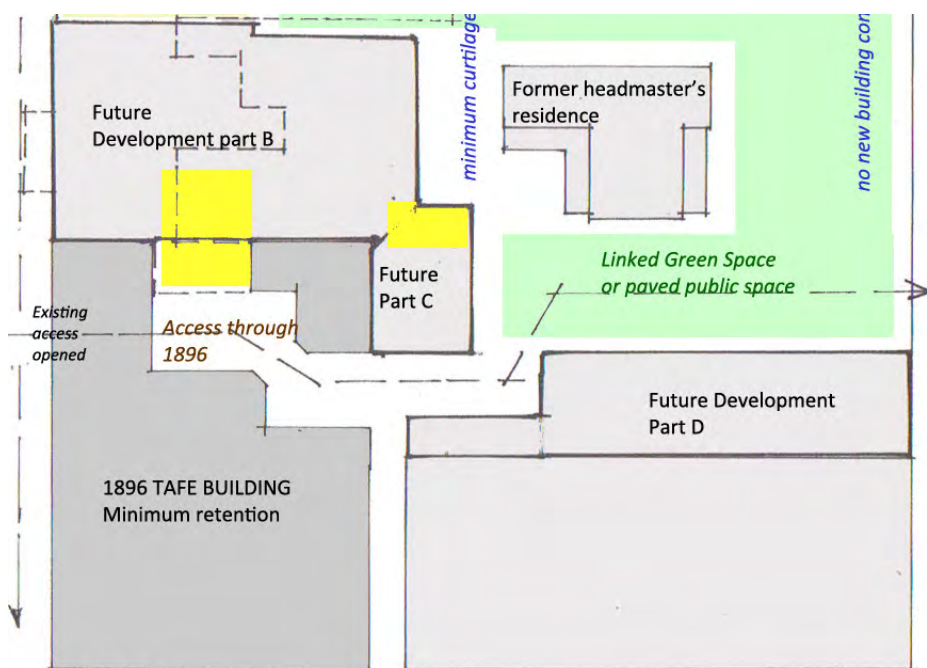 minimum curtilage
no new building con
Former headmaster's
residence
Future
Development part B
Linked Green Space
or paved public space
Future
Part C
Existing
access
opened
Access through
1896
Future Development
Part D
1896 TAFE BUILDING
Minimum retention